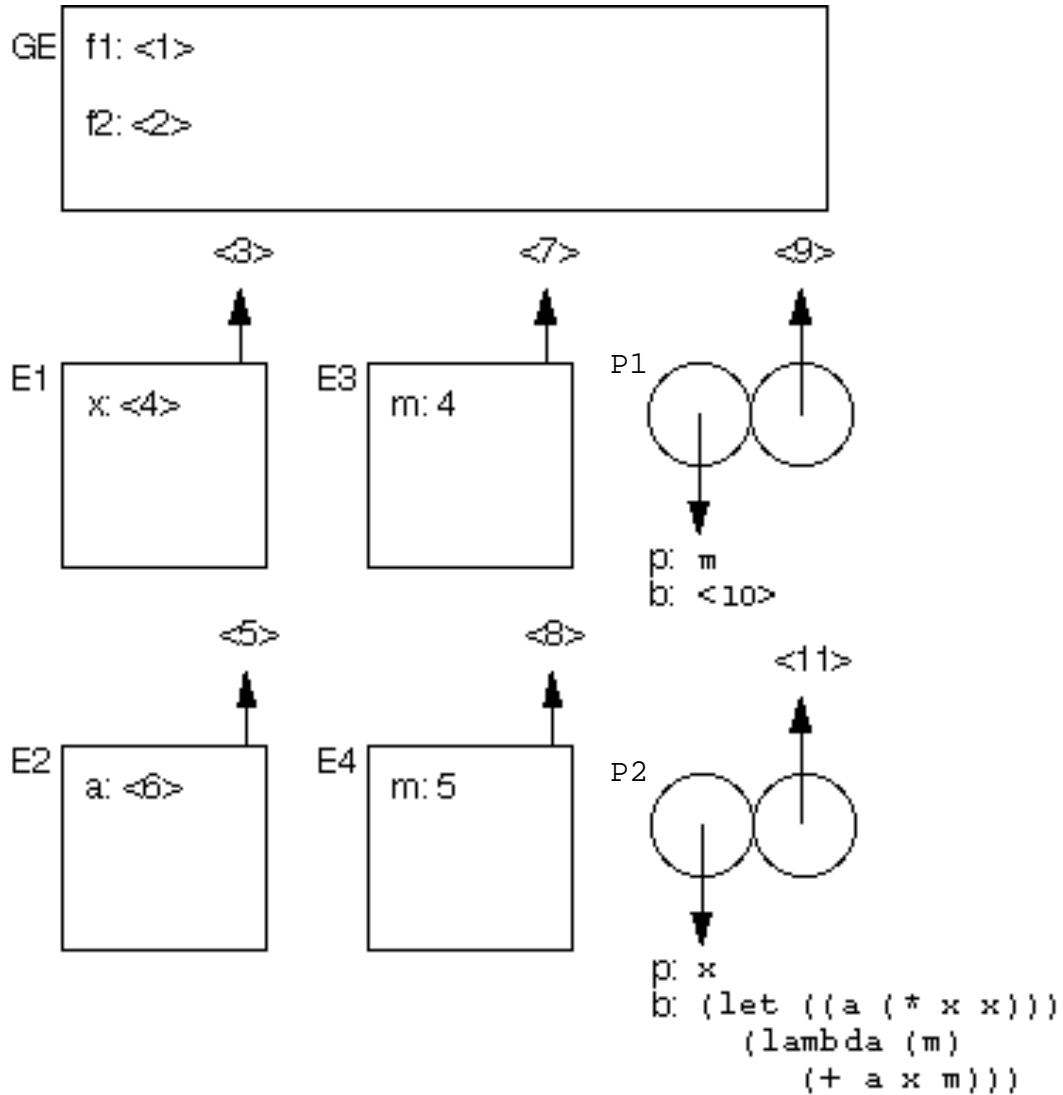 GE
f1: <1>
f2: <2>
<3>
<7>
<9>
E1
x: <4>
E3
m: 4
P1
p: m
b: <10>
<5>
<8>
<11>
E2
a: <6>
E4
m: 5
P2
p: x
b: (let ((a (* x x)))
(lambda (m)
(+ a x m)))